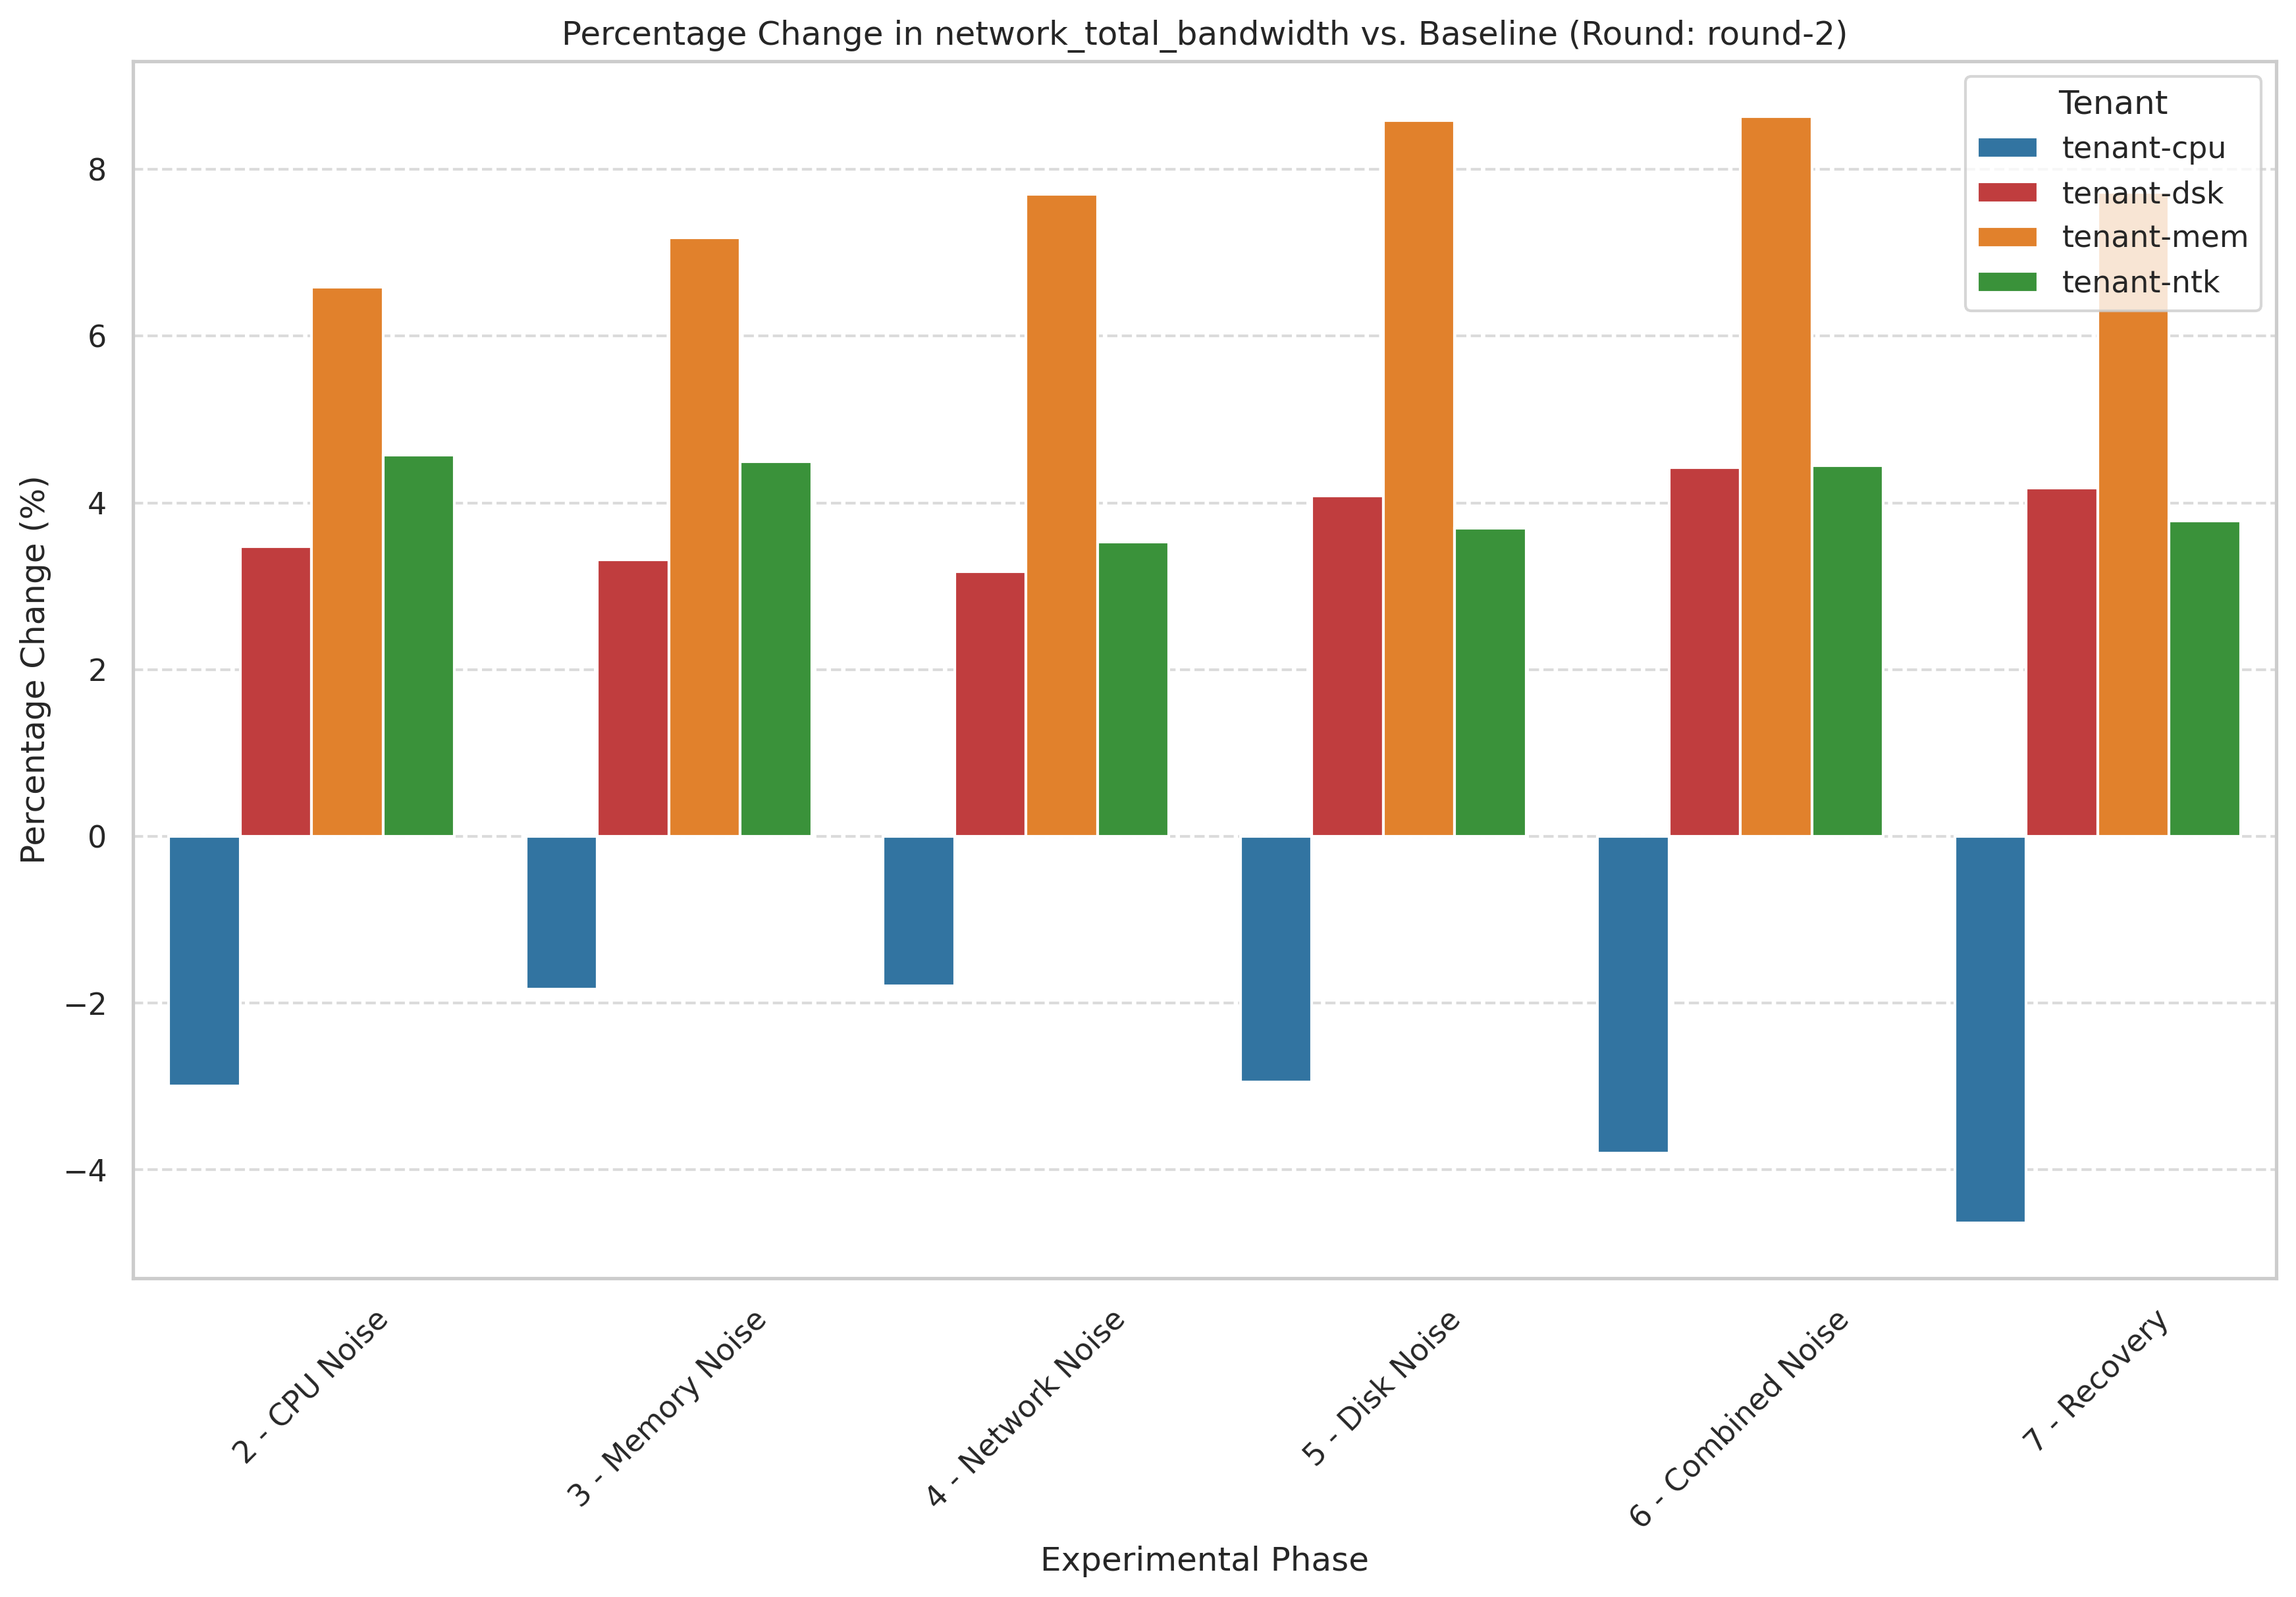 Percentage Change in network_total_bandwidth vs. Baseline (Round: round-2)
Tenant
tenant-cpu
tenant-dsk
tenant-mem
tenant-ntk
Percentage Change (%)
8
6
4
2
0
−2
−4
2 - CPU Noise
3 - Memory Noise
4 - Network Noise
5 - Disk Noise
6 - Combined Noise
7 - Recovery
Experimental Phase